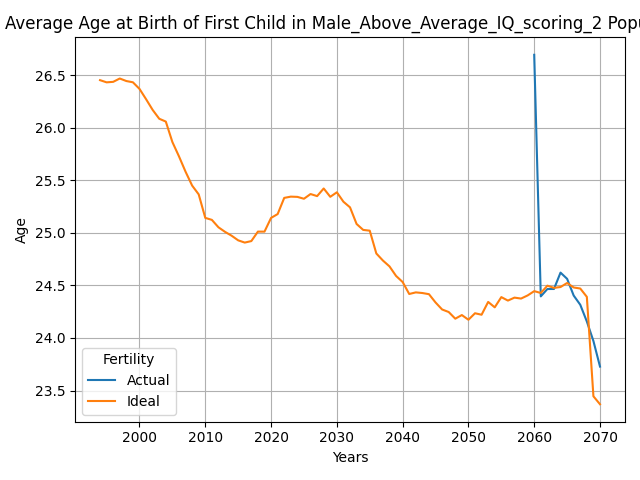 Average Age at Birth of First Child in Male_Above_Average_IQ_scoring_2 Popu
26.5
26.0
25.5
25.0
24.5
24.0
23.5
Age
Fertility
Actual
Ideal
2000 2010 2020 2030 2040 2050 2060 2070
Years